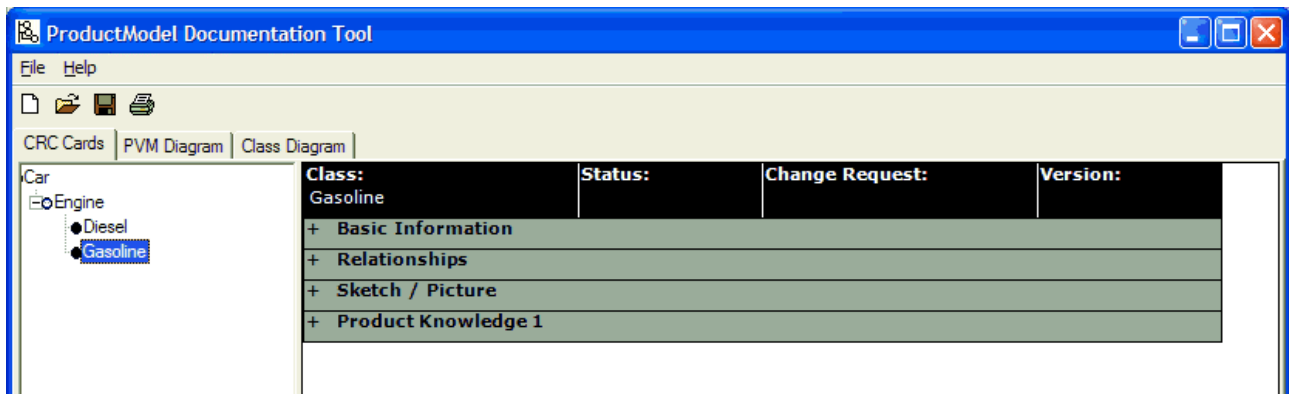 ProductModel Documentation Tool
File Help
CRC Cards PVM Diagram Class Diagram
Car
Engine
Diesel
Gasoline
Class: Status: Change Request: Version:
Gasoline
+ Basic Information
+ Relationships
+ Sketch / Picture
+ Product Knowledge 1